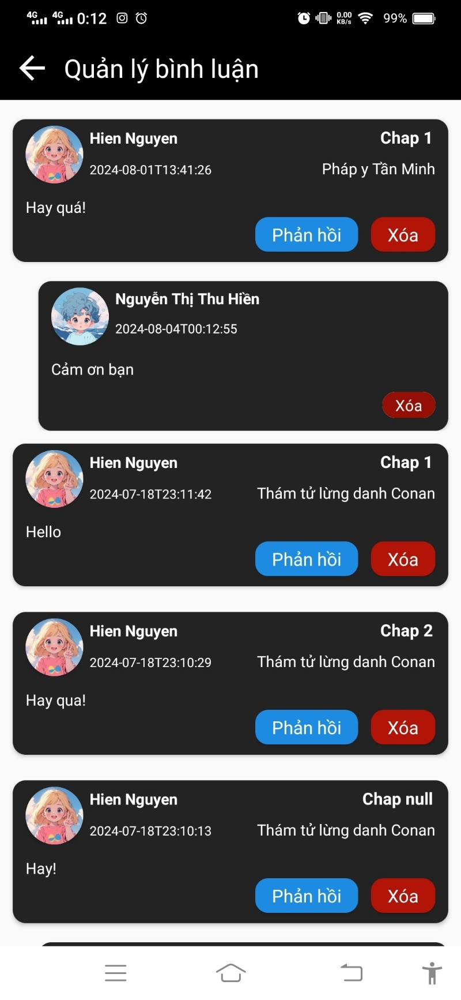 4G 4G 0:12 0.00 KB/s 99%
Quản lý bình luận
Hien Nguyen Chap 1
2024-08-01T13:41:26 Pháp y Tần Minh
Hay quá!
Phản hồi Xóa
Nguyễn Thị Thu Hiền
2024-08-04T00:12:55
Cảm ơn bạn
Xóa
Hien Nguyen Chap 1
2024-07-18T23:11:42 Thám tử lừng danh Conan
Hello
Phản hồi Xóa
Hien Nguyen Chap 2
2024-07-18T23:10:29 Thám tử lừng danh Conan
Hay qua!
Phản hồi Xóa
Hien Nguyen Chap null
2024-07-18T23:10:13 Thám tử lừng danh Conan
Hay!
Phản hồi Xóa